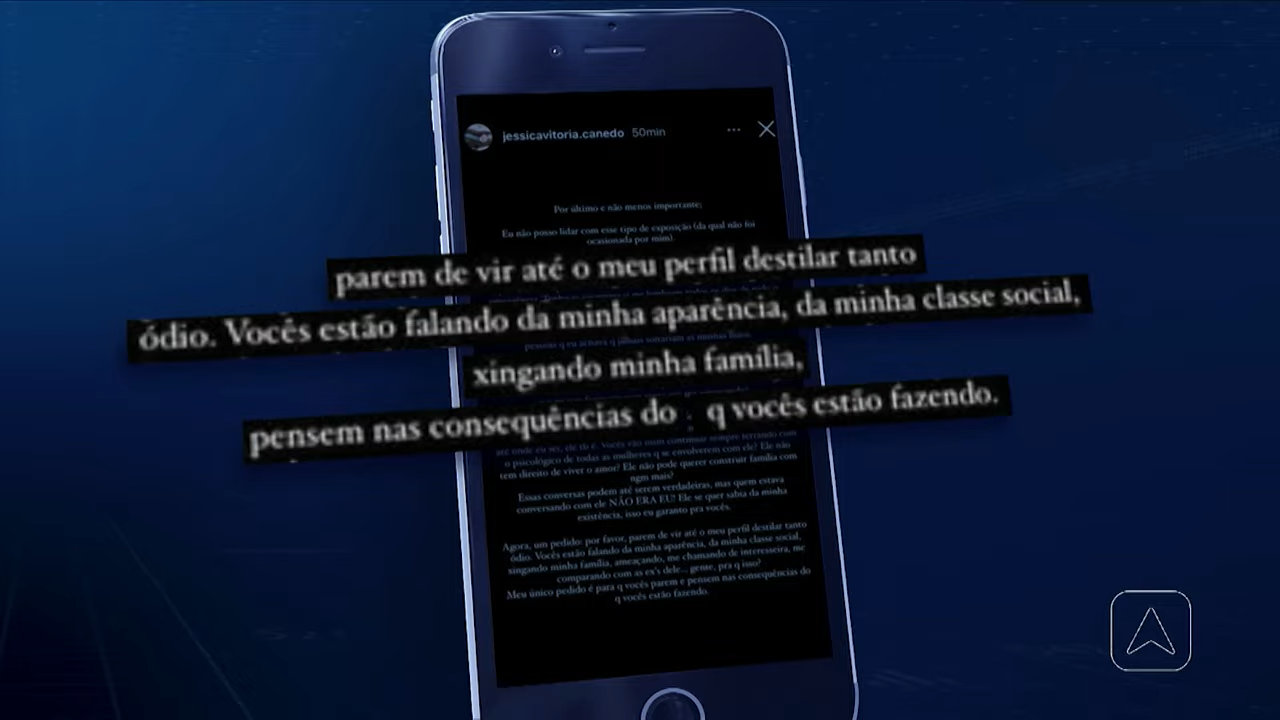 jessicavitoria.canedo 50min
Por último e não menos importante:
Eu não posso lidar com esse tipo de exposição (da qual não foi
ocasionada por mim).
parem de vir até o meu perfil destilar tanto
ódio. Vocês estão falando da minha aparência, da minha classe social,
xingando minha família,
pensem nas consequências do q vocês estão fazendo.
o psicológico de todas as mulheres q se envolverem com ele? Ele não
tem direito de viver o amor? Ele não pode querer construir família com
ngm mais?
Essas conversas podem até serem verdadeiras, mas quem estava
conversando com ele NÃO ERA EU! Ele se quer sabia da minha
existência, isso eu garanto pra vocês.
Agora, um pedido: por favor, parem de vir até o meu perfil destilar tanto
ódio. Vocês estão falando da minha aparência, da minha classe social,
xingando minha família, ameaçando, me chamando de interesseira, me
comparando com as ex's dele... gente, pra q isso?
Meu único pedido é para q vocês parem e pensem nas consequências do
q vocês estão fazendo.